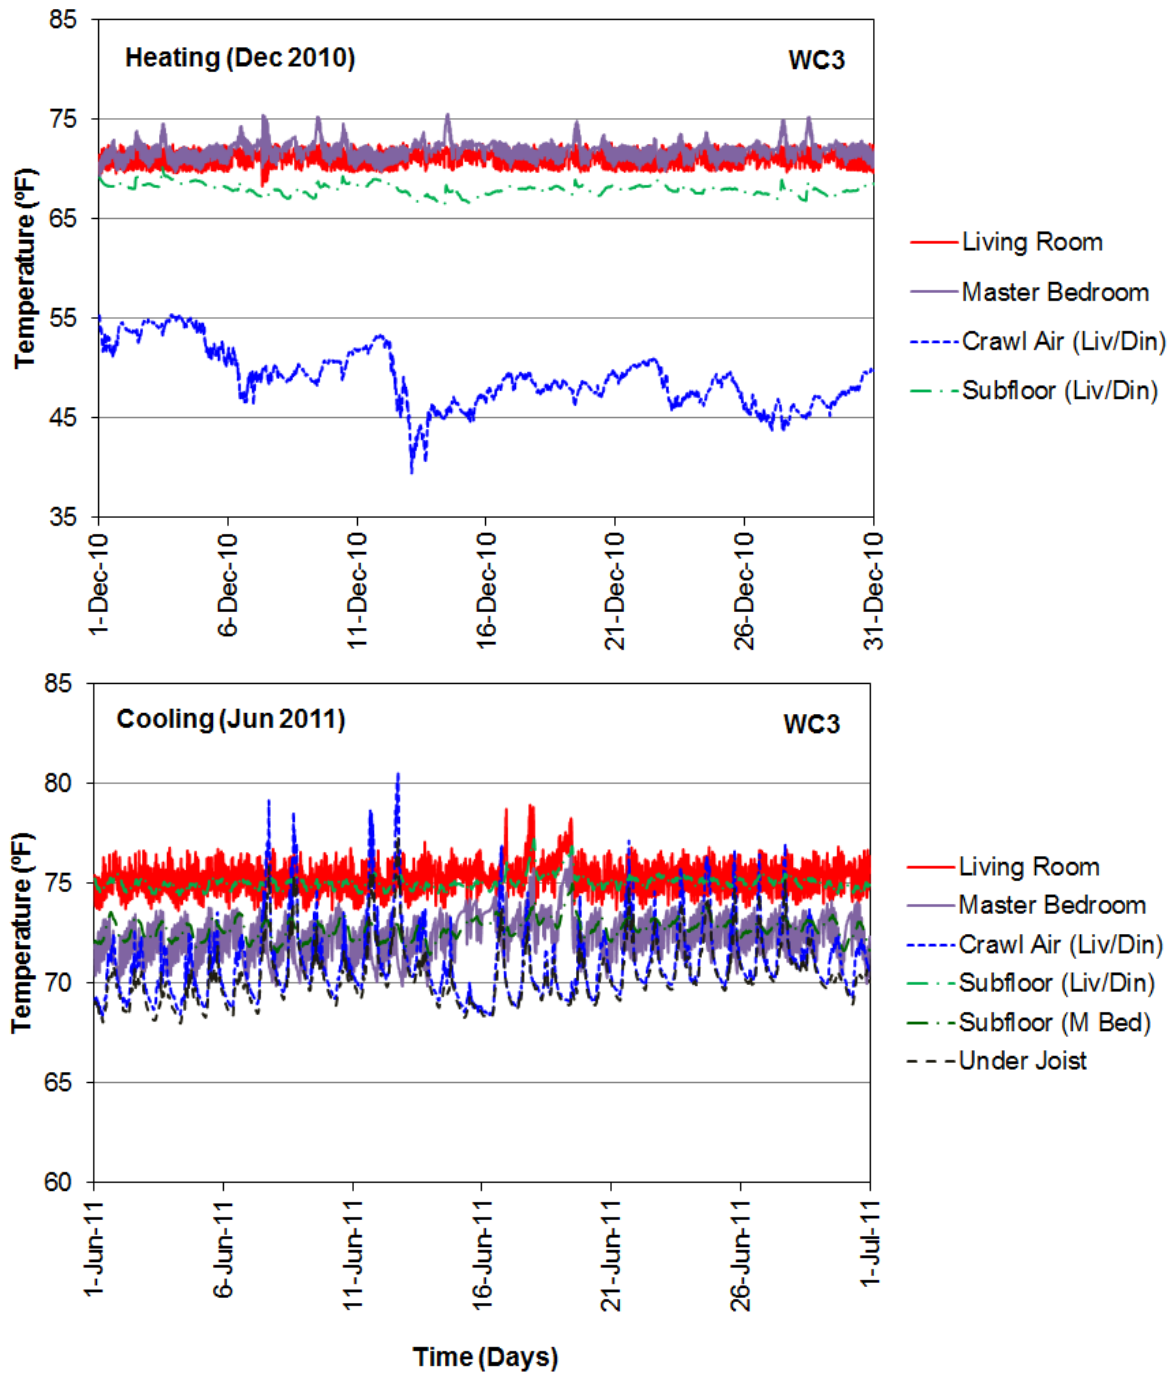 Heating (Dec 2010)
WC3
Temperature (ºF)
85
75
65
55
45
35
1-Dec-10
6-Dec-10
11-Dec-10
16-Dec-10
21-Dec-10
26-Dec-10
31-Dec-10
Living Room
Master Bedroom
Crawl Air (Liv/Din)
Subfloor (Liv/Din)
Cooling (Jun 2011)
WC3
Temperature (ºF)
85
80
75
70
65
60
1-Jun-11
6-Jun-11
11-Jun-11
16-Jun-11
21-Jun-11
26-Jun-11
1-Jul-11
Living Room
Master Bedroom
Crawl Air (Liv/Din)
Subfloor (Liv/Din)
Subfloor (M Bed)
Under Joist
Time (Days)